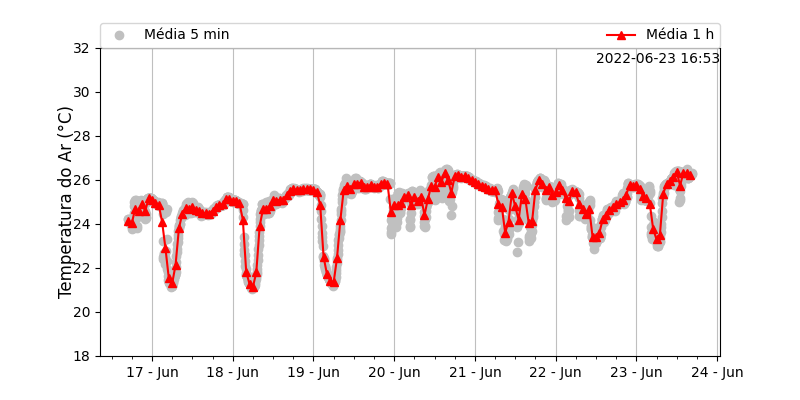 Média 5 min
Média 1 h
2022-06-23 16:53
Temperatura do Ar (°C)
32
30
28
26
24
22
20
18
17 - Jun
18 - Jun
19 - Jun
20 - Jun
21 - Jun
22 - Jun
23 - Jun
24 - Jun